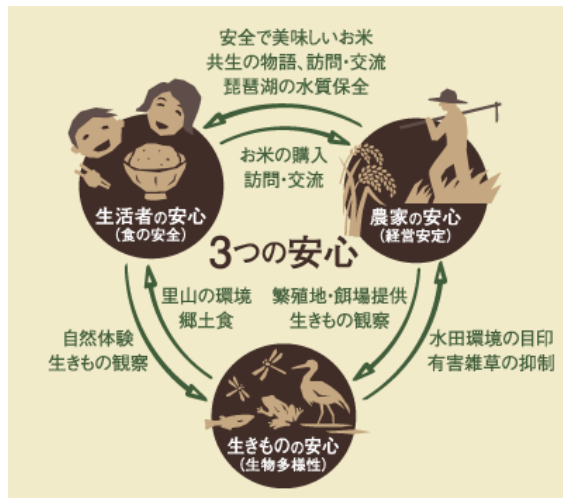 安全で美味しいお米
共生の物語、訪問・交流
琵琶湖の水質保全
お米の購入
訪問・交流
生活者の安心
(食の安全)
農家の安心
(経営安定)
3つの安心
里山の環境
郷土食
繁殖地・餌場提供
生きもの観察
自然体験
生きもの観察
水田環境の目印
有害雑草の抑制
生きものの安心
(生物多様性)